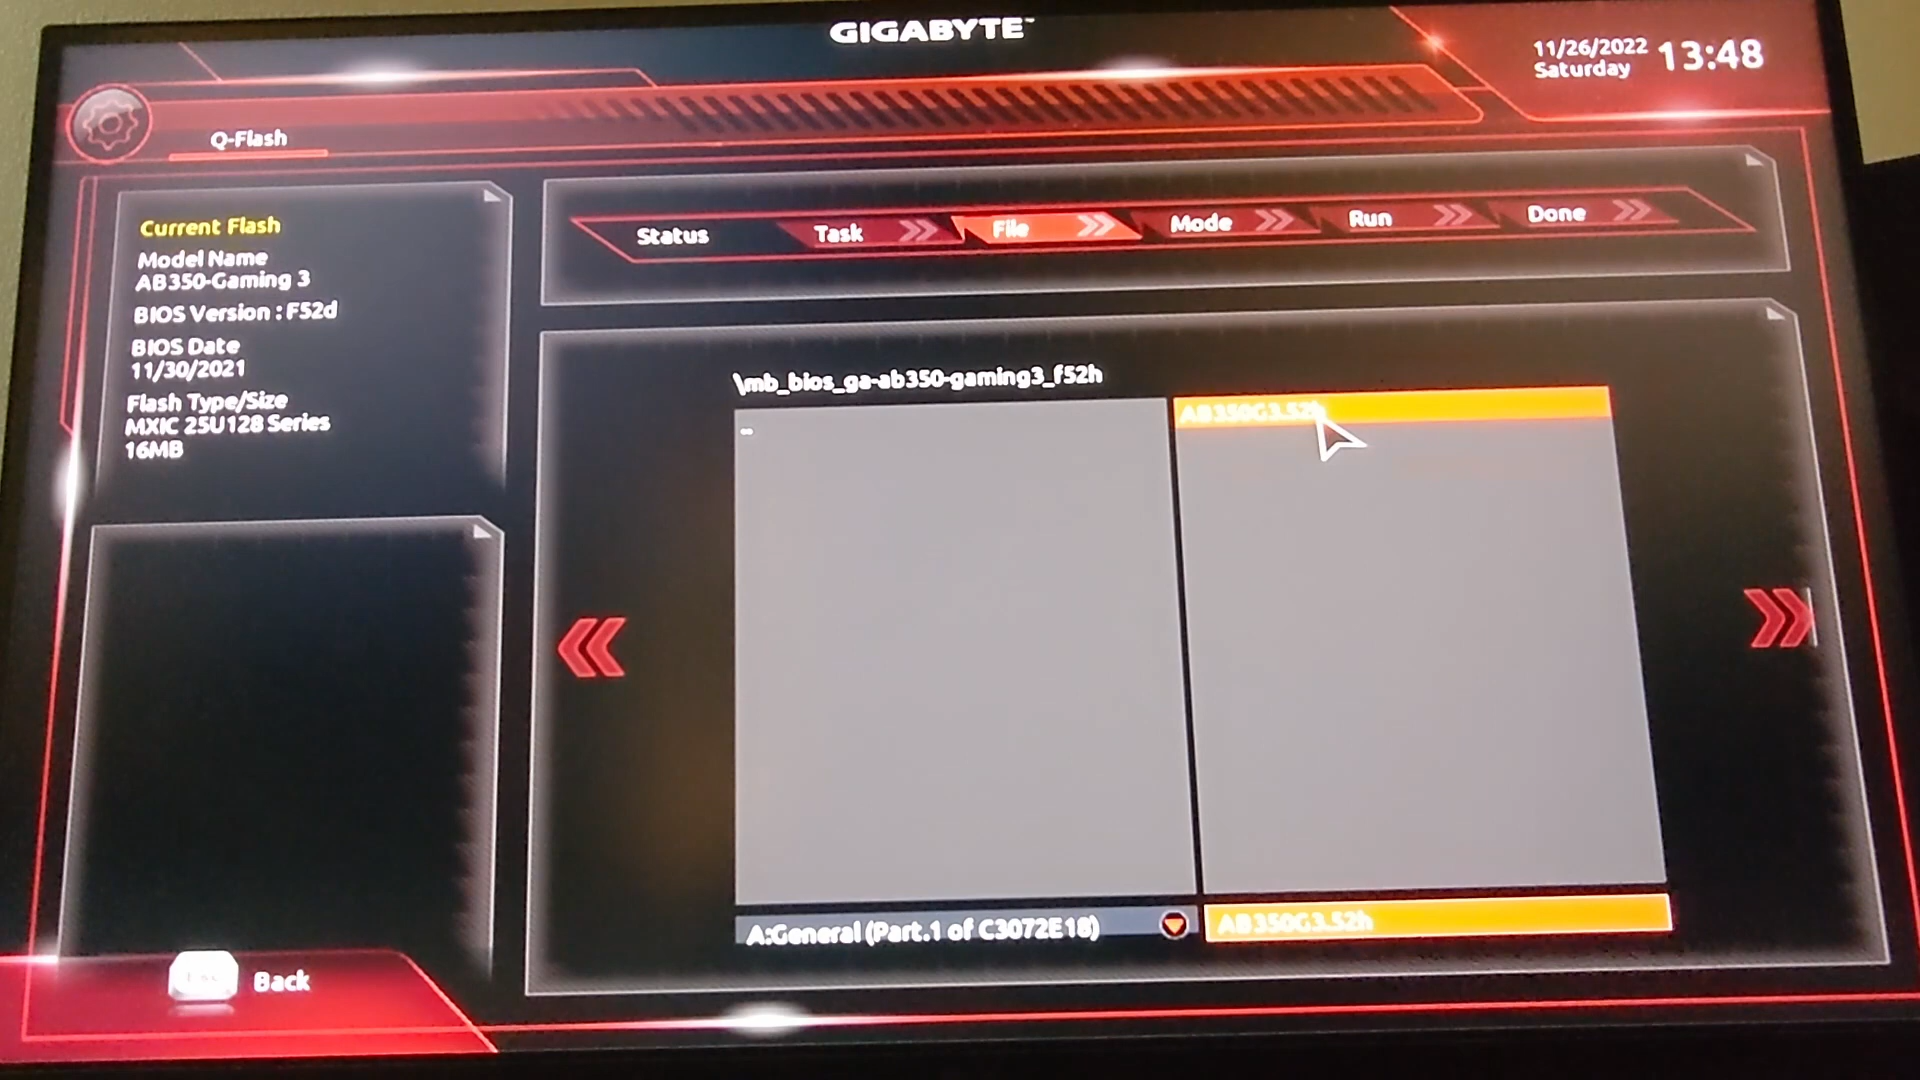 GIGABYTE™
11/26/2022
Saturday
13:48
Q-Flash
Current Flash
Model Name
AB350-Gaming 3
BIOS Version : F52d
BIOS Date
11/30/2021
Flash Type/Size
MXIC 25U128 Series
16MB
Status
Task
File
Mode
Run
Done
\mb_bios_ga-ab350-gaming3_f52h
..
AB350G3.52h
A:General (Part.1 of C3072E18)
AB350G3.52h
Esc
Back